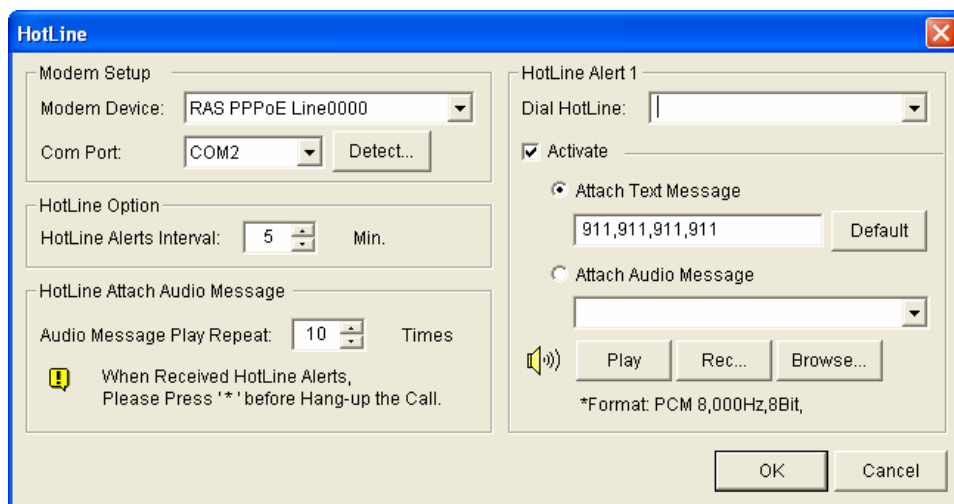 HotLine
Modem Setup
Modem Device: RAS PPPoE Line0000
Com Port: COM2 Detect...
HotLine Option
HotLine Alerts Interval: 5 Min.
HotLine Attach Audio Message
Audio Message Play Repeat: 10 Times
When Received HotLine Alerts,
Please Press '*' before Hang-up the Call.
HotLine Alert 1
Dial HotLine:
Activate
Attach Text Message
911,911,911,911 Default
Attach Audio Message
Play Rec... Browse...
*Format: PCM 8,000Hz,8Bit,
OK Cancel